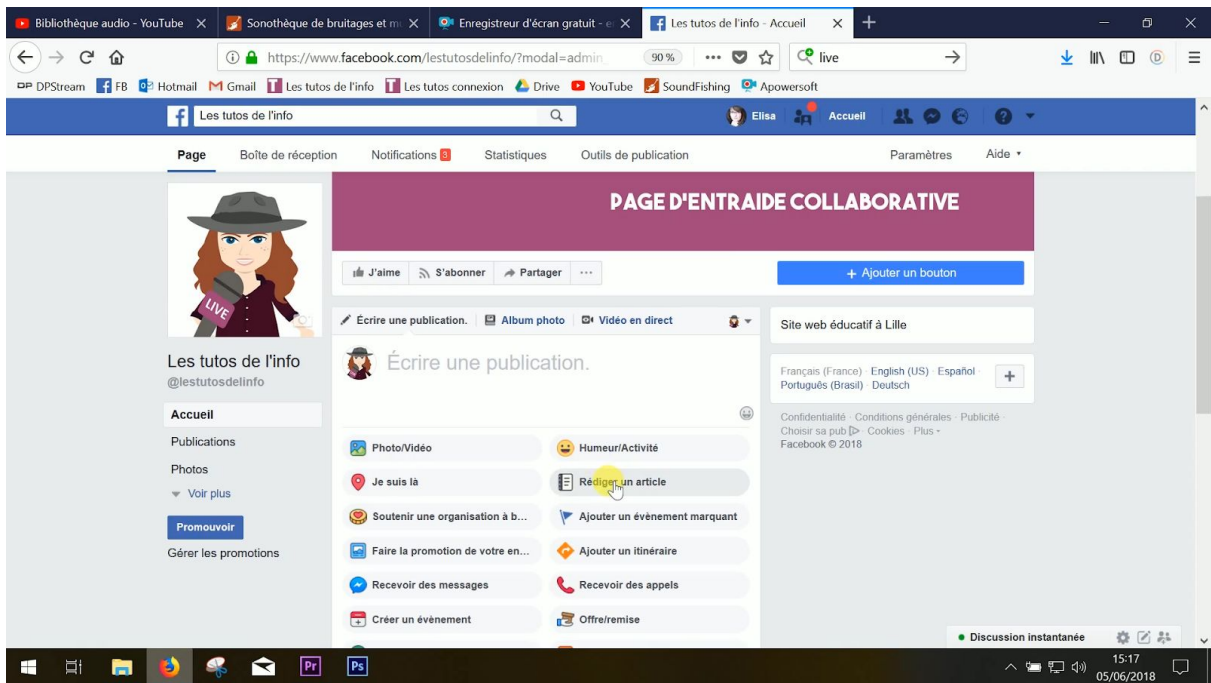 Bibliothèque audio - YouTube
Sonothèque de bruitages et mu
Enregistreur d'écran gratuit - e
Les tutos de l'info - Accueil
https://www.facebook.com/lestutosdelinfo/?modal=admin
90 %
live
DPStream FB Hotmail Gmail Les tutos de l'info Les tutos connexion Drive YouTube SoundFishing Apowersoft
Les tutos de l'info
Elisa Accueil
Page Boîte de réception Notifications 3 Statistiques Outils de publication Paramètres Aide
PAGE D'ENTRAIDE COLLABORATIVE
LIVE
J'aime S'abonner Partager
+ Ajouter un bouton
Écrire une publication. Album photo Vidéo en direct
Écrire une publication.
Les tutos de l'info
@lestutosdelinfo
Accueil
Publications
Photos
Voir plus
Promouvoir
Gérer les promotions
Photo/Vidéo Humeur/Activité
Je suis là Rédiger un article
Soutenir une organisation à b... Ajouter un évènement marquant
Faire la promotion de votre en... Ajouter un itinéraire
Recevoir des messages Recevoir des appels
Créer un évènement Offre/remise
Site web éducatif à Lille
Français (France) · English (US) · Español ·
Português (Brasil) · Deutsch
Confidentialité · Conditions générales · Publicité ·
Choisir sa pub · Cookies · Plus
Facebook © 2018
Discussion instantanée
Pr Ps
15:17
05/06/2018